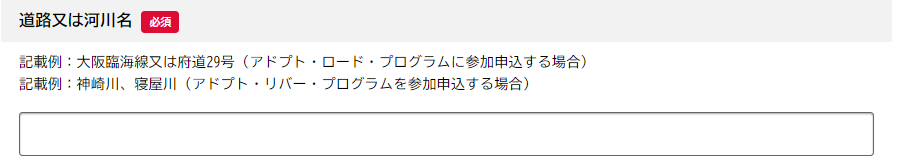 道路又は河川名 必須
記載例：大阪臨海線又は府道29号（アドプト・ロード・プログラムに参加申込する場合）
記載例：神崎川、寝屋川（アドプト・リバー・プログラムを参加申込する場合）